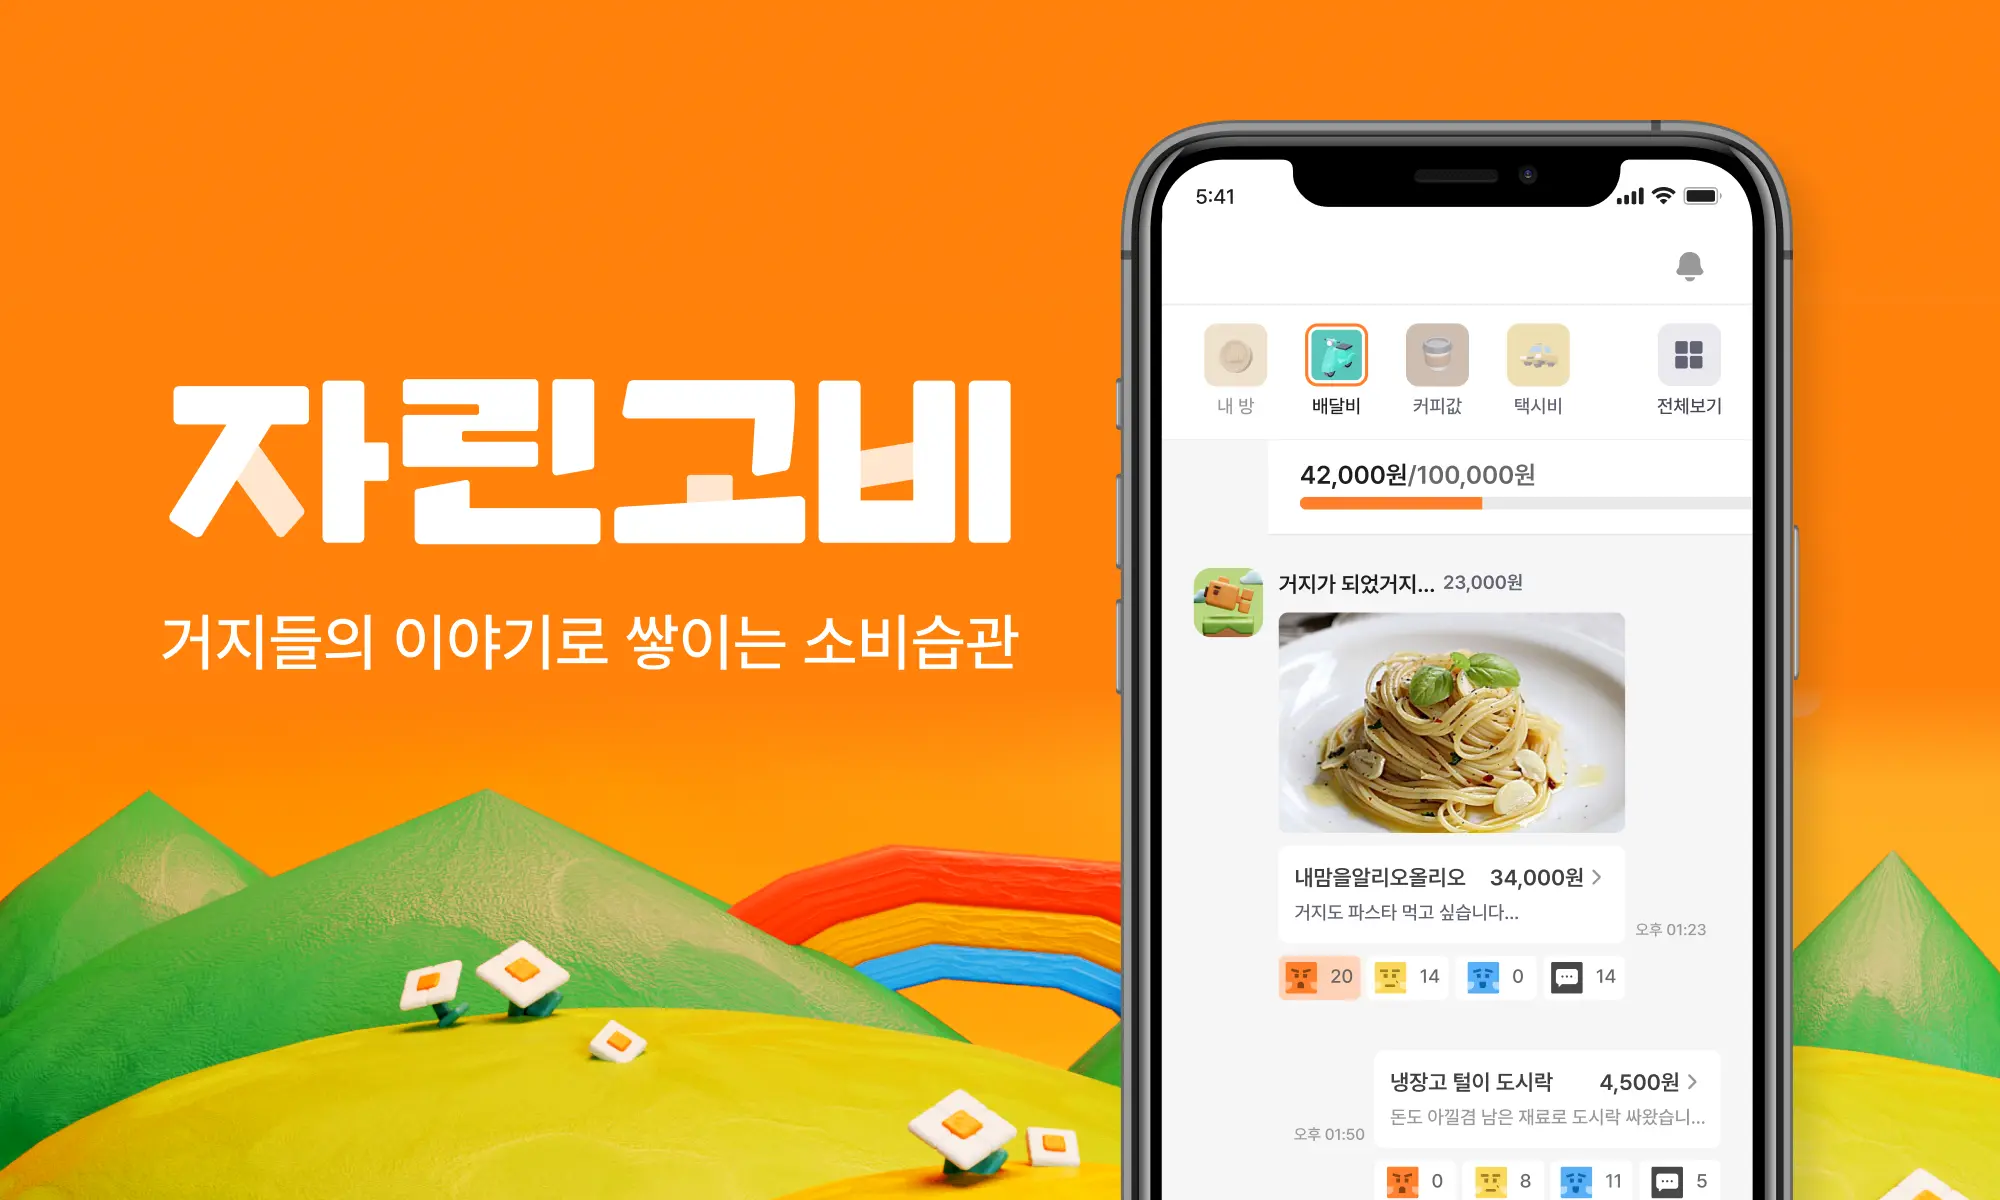 자린고비
거지들의 이야기로 쌓이는 소비습관
5:41
내 방
배달비
커피값
택시비
전체보기
42,000원/100,000원
거지가 되었거지... 23,000원
내맘을알리오올리오 34,000원
거지도 파스타 먹고 싶습니다...
오후 01:23
20 14 0 14
냉장고 털이 도시락 4,500원
돈도 아낄겸 남은 재료로 도시락 싸왔습니...
오후 01:50
0 8 11 5